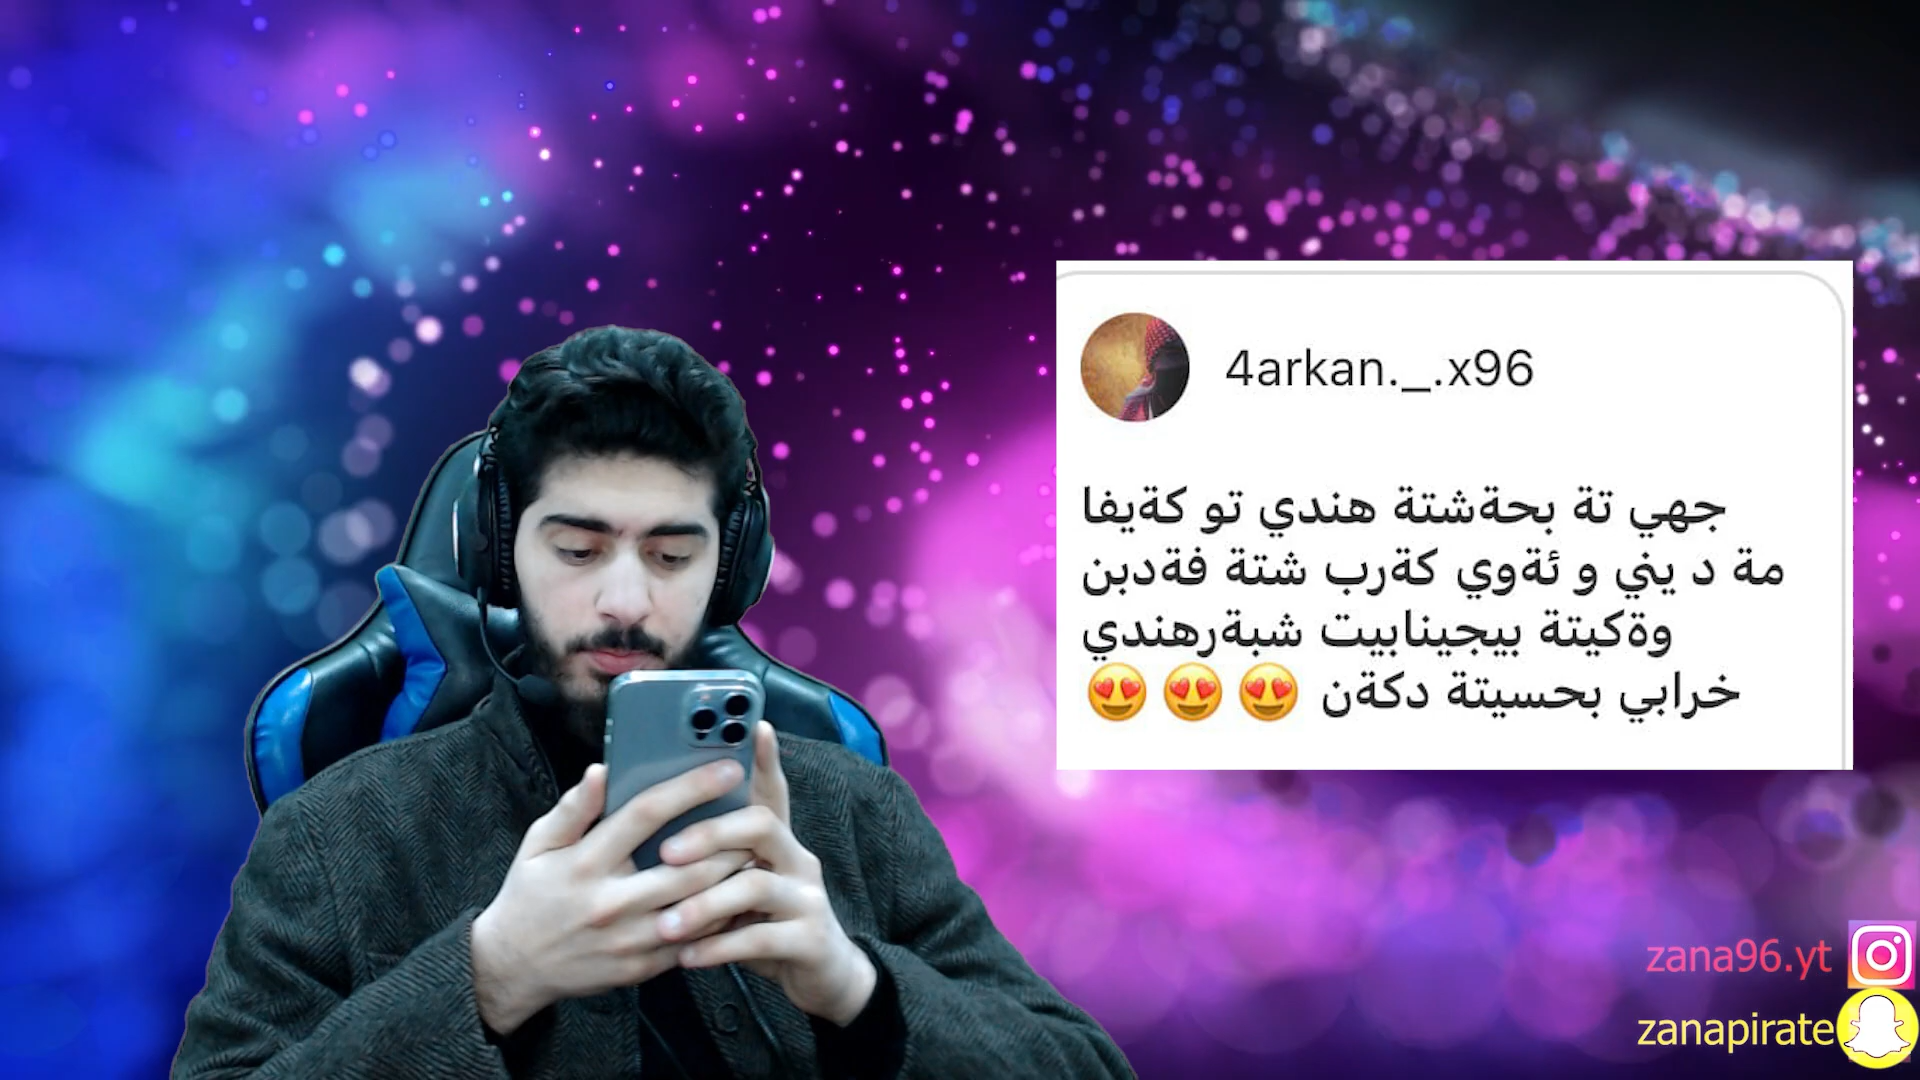 4arkan._.x96
جهي تة بحةشتة هندي تو كةيفا
مة د يني و ئةوي كةرب شتة فةدبن
وةكيتة بيجينابيت شبةرهندي
خرابي بحسيتة دكةن 😍 😍 😍
zana96.yt
zanapirate